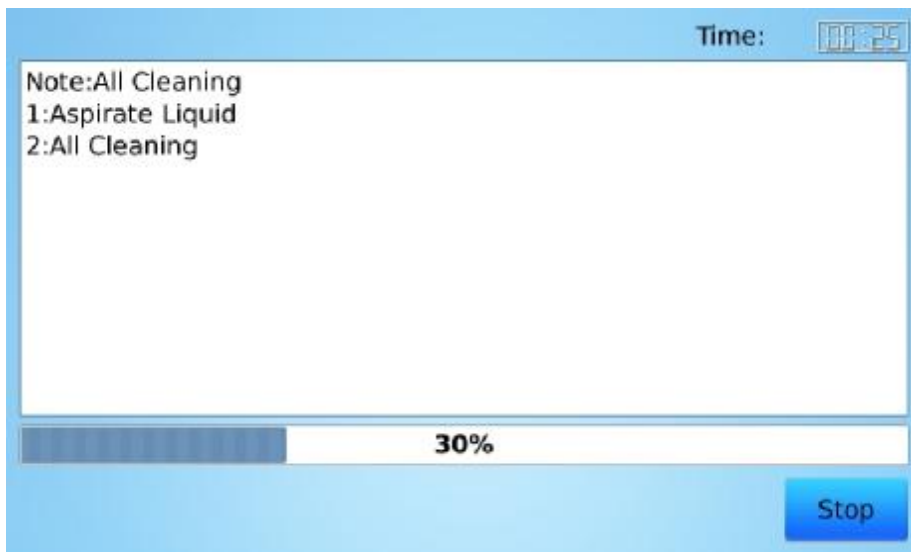 Time: 00:25
Note:All Cleaning
1:Aspirate Liquid
2:All Cleaning
30%
Stop